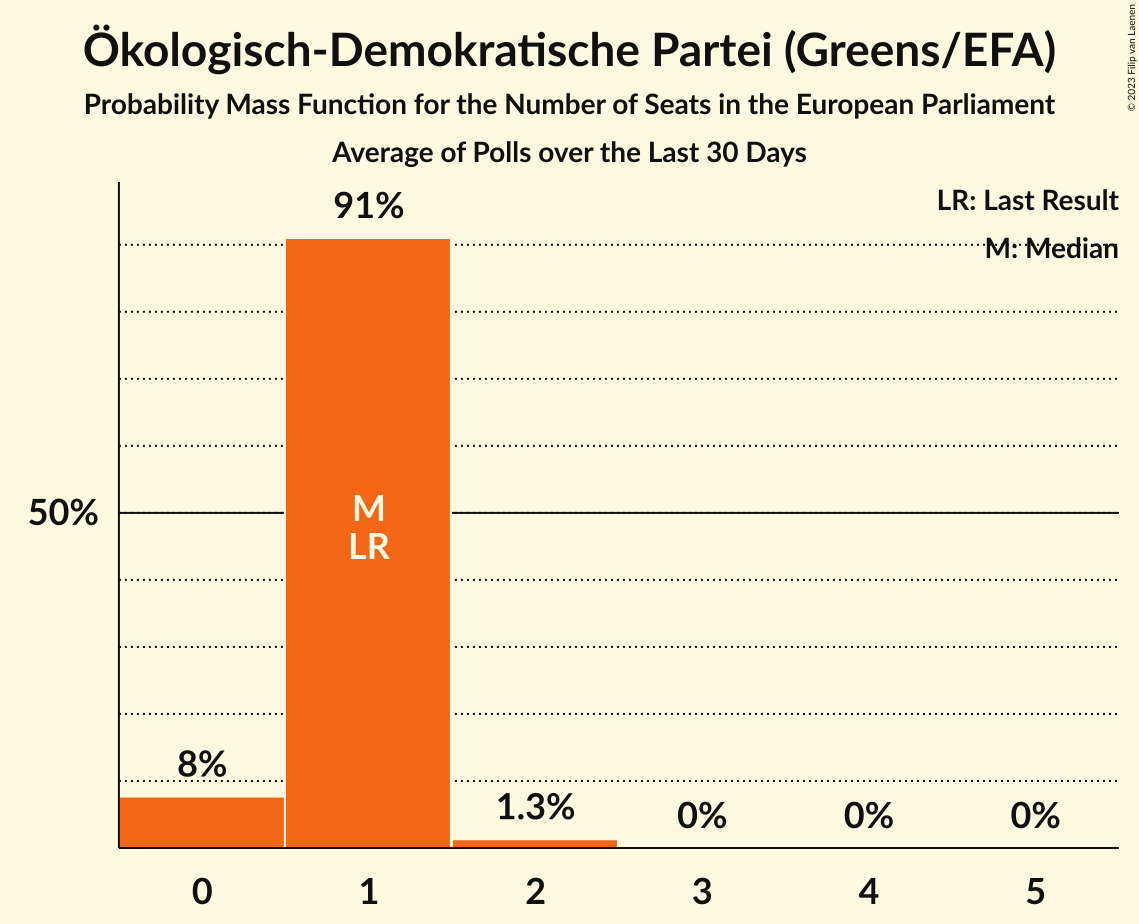 Ökologisch-Demokratische Partei (Greens/EFA)
Probability Mass Function for the Number of Seats in the European Parliament
Average of Polls over the Last 30 Days
© 2023 Filip van Laenen
LR: Last Result
M: Median
91%
50%
M
LR
8%
1.3%
0%
0%
0%
0
1
2
3
4
5